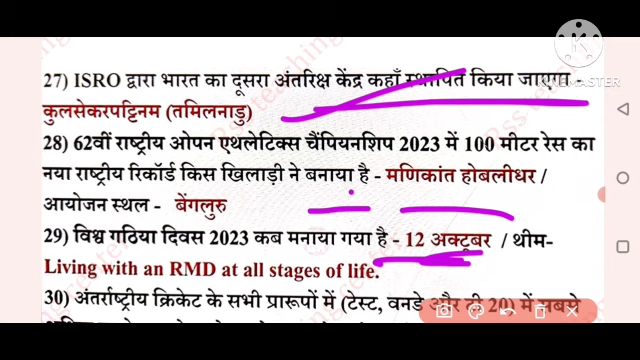 27) ISRO द्वारा भारत का दूसरा अंतरिक्ष केंद्र कहाँ स्थापित किया जाएगा -
कुलसेकरपट्टिनम (तमिलनाडु)
28) 62वीं राष्ट्रीय ओपन एथलेटिक्स चैंपियनशिप 2023 में 100 मीटर रेस का
नया राष्ट्रीय रिकॉर्ड किस खिलाड़ी ने बनाया है - मणिकांत होबलीधर /
आयोजन स्थल - बेंगलुरु
29) विश्व गठिया दिवस 2023 कब मनाया गया है - 12 अक्टूबर / थीम-
Living with an RMD at all stages of life.
30) अंतर्राष्ट्रीय क्रिकेट के सभी प्रारूपों में (टेस्ट, वनडे और टी 20) में सबसे